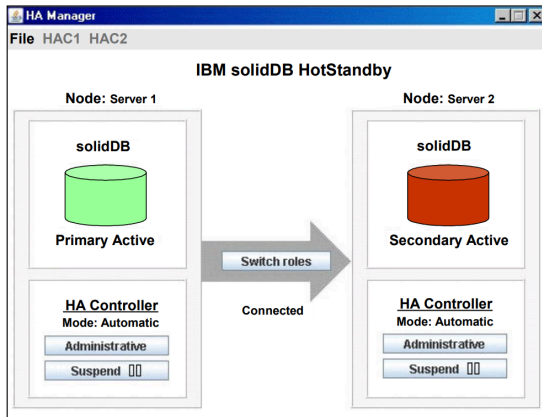 HA Manager
File HAC1 HAC2
IBM solidDB HotStandby
Node: Server 1
Node: Server 2
solidDB
solidDB
Primary Active
Secondary Active
Switch roles
Connected
HA Controller
Mode: Automatic
Administrative
Suspend
HA Controller
Mode: Automatic
Administrative
Suspend